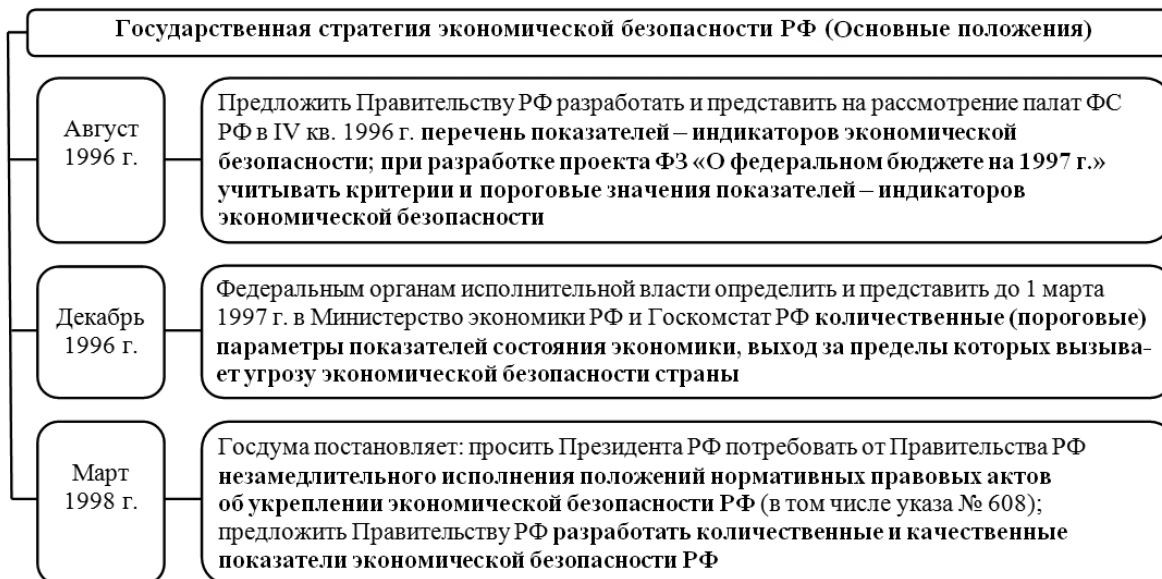 Государственная стратегия экономической безопасности РФ (Основные положения)
Август
1996 г.
Предложить Правительству РФ разработать и представить на рассмотрение палат ФС
РФ в IV кв. 1996 г. перечень показателей – индикаторов экономической
безопасности; при разработке проекта ФЗ «О федеральном бюджете на 1997 г.»
учитывать критерии и пороговые значения показателей – индикаторов
экономической безопасности
Декабрь
1996 г.
Федеральным органам исполнительной власти определить и представить до 1 марта
1997 г. в Министерство экономики РФ и Госкомстат РФ количественные (пороговые)
параметры показателей состояния экономики, выход за пределы которых вызыва-
ет угрозу экономической безопасности страны
Март
1998 г.
Госдума постановляет: просить Президента РФ потребовать от Правительства РФ
незамедлительного исполнения положений нормативных правовых актов
об укреплении экономической безопасности РФ (в том числе указа № 608);
предложить Правительству РФ разработать количественные и качественные
показатели экономической безопасности РФ